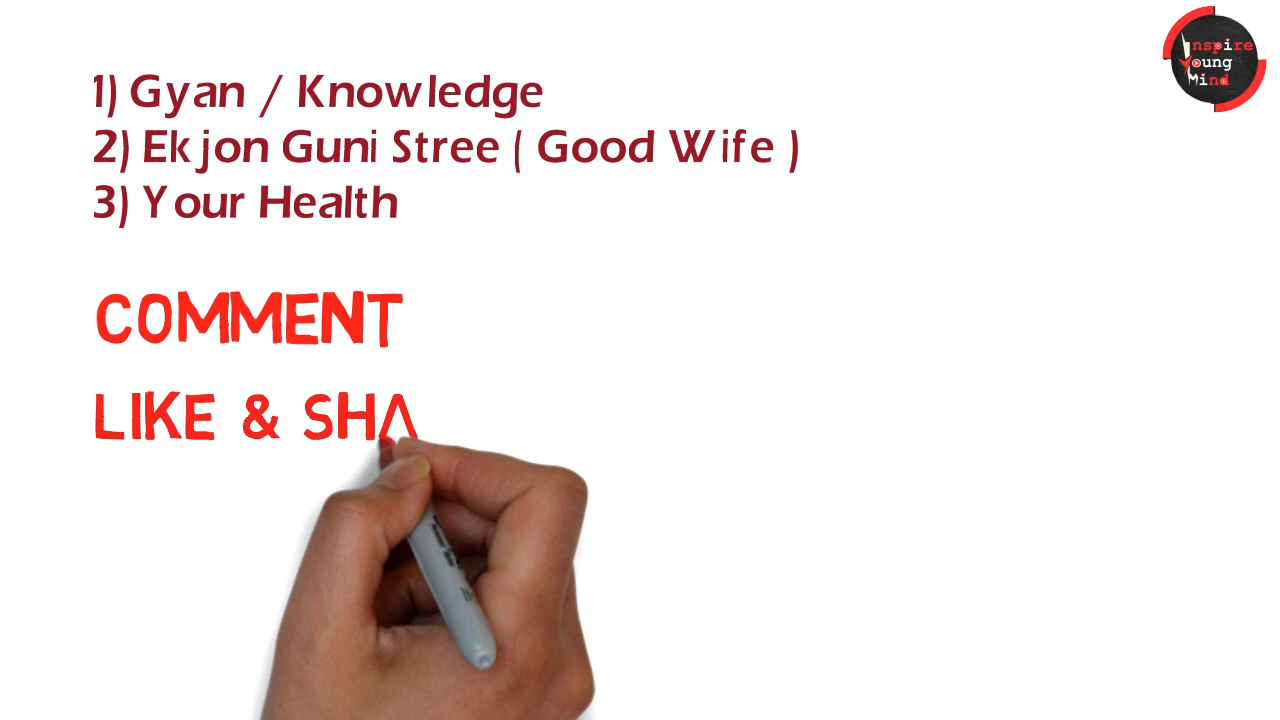 1) Gyan / Knowledge
2) Ek jon Guni Stree ( Good Wife )
3) Your Health
COMMENT
LIKE & SHA
Inspire
Young
Mind